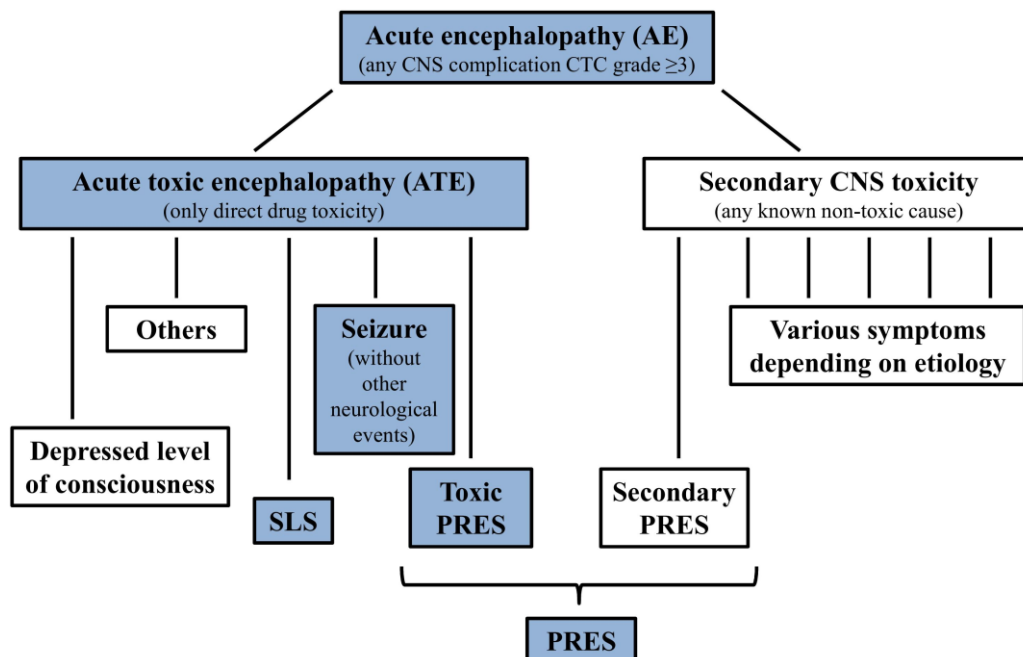 Acute encephalopathy (AE)
(any CNS complication CTC grade ≥3)
Acute toxic encephalopathy (ATE)
(only direct drug toxicity)
Secondary CNS toxicity
(any known non-toxic cause)
Others
Seizure
(without
other
neurological
events)
Various symptoms
depending on etiology
Depressed level
of consciousness
SLS
Toxic
PRES
Secondary
PRES
PRES